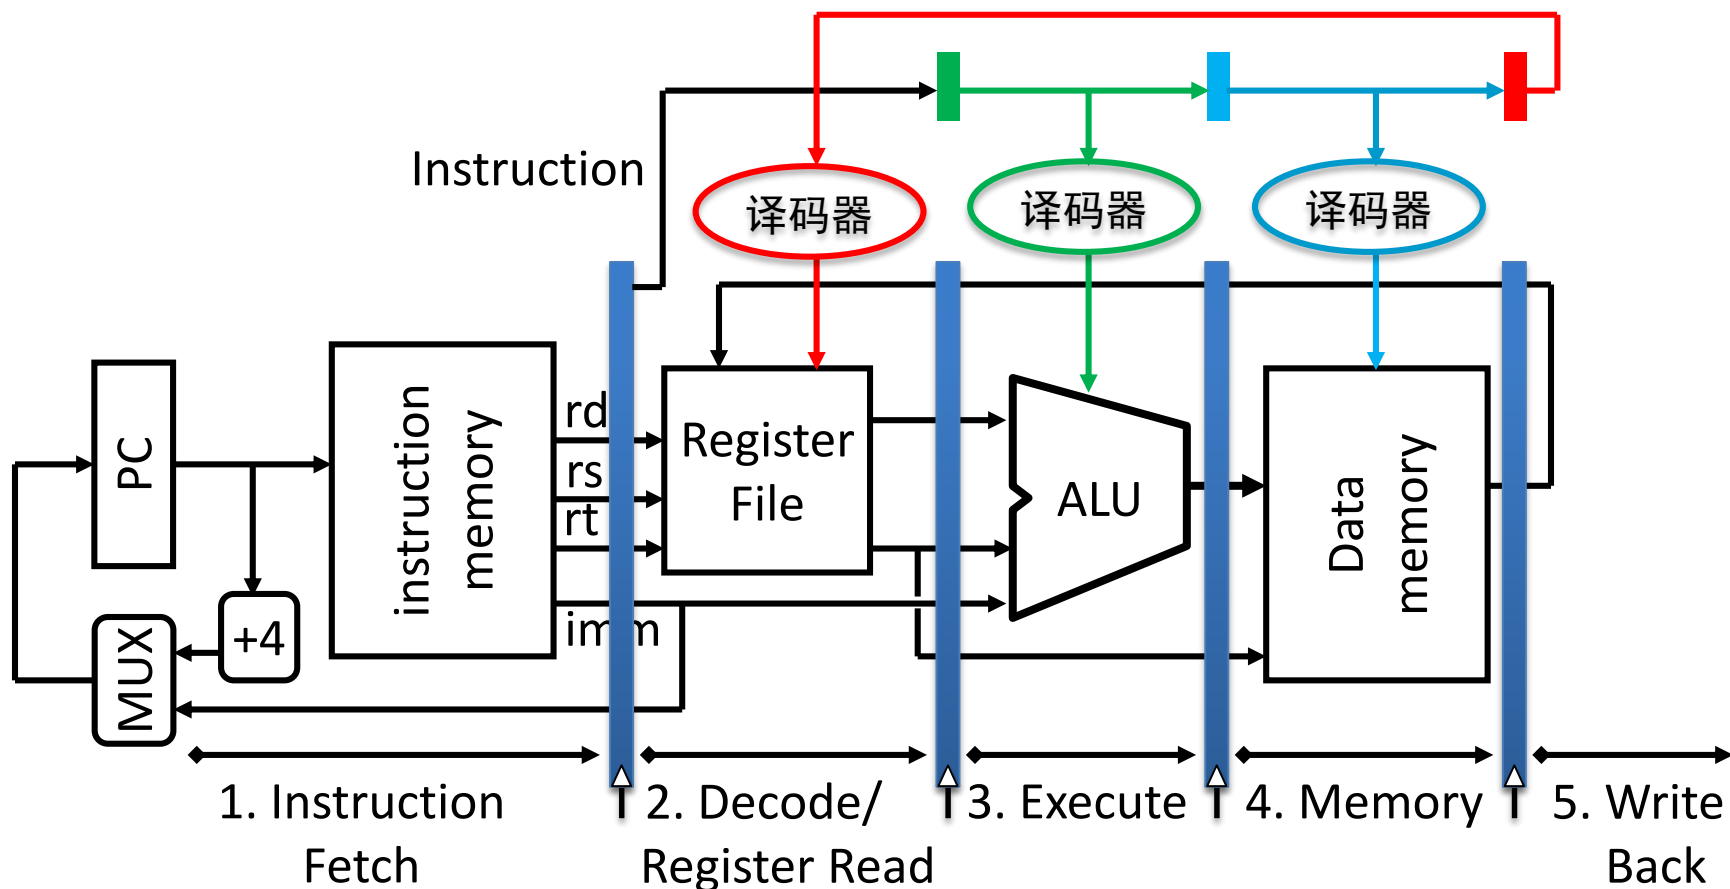 Instruction
译码器
译码器
译码器
PC
instruction
memory
rd
rs
rt
imm
Register
File
ALU
Data
memory
+4
MUX
1. Instruction
Fetch
2. Decode/
Register Read
3. Execute
4. Memory
5. Write
Back